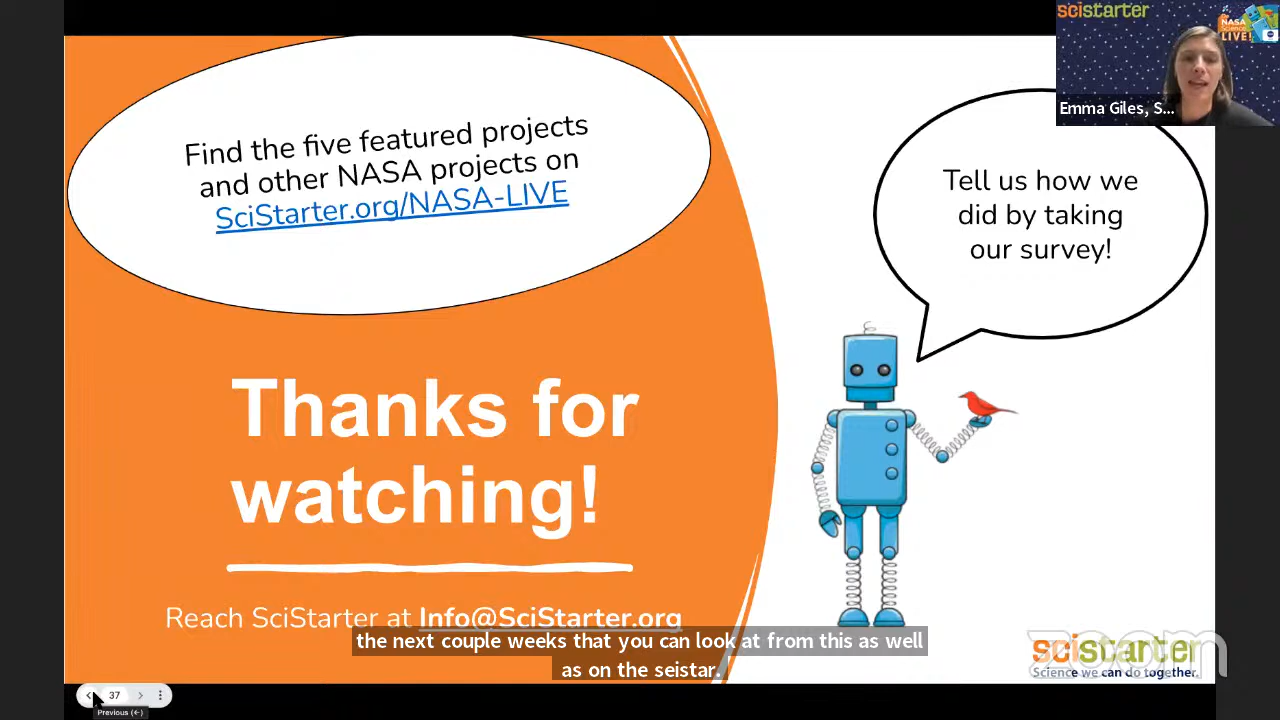 scistarter
NASA
Science
LIVE!
Emma Giles, S...
Find the five featured projects
and other NASA projects on
SciStarter.org/NASA-LIVE
Tell us how we
did by taking
our survey!
Thanks for
watching!
Reach SciStarter at Info@SciStarter.org
the next couple weeks that you can look at from this as well
as on the seistar.
scistarter
Science we can do together.
zoom
37
Previous (←)